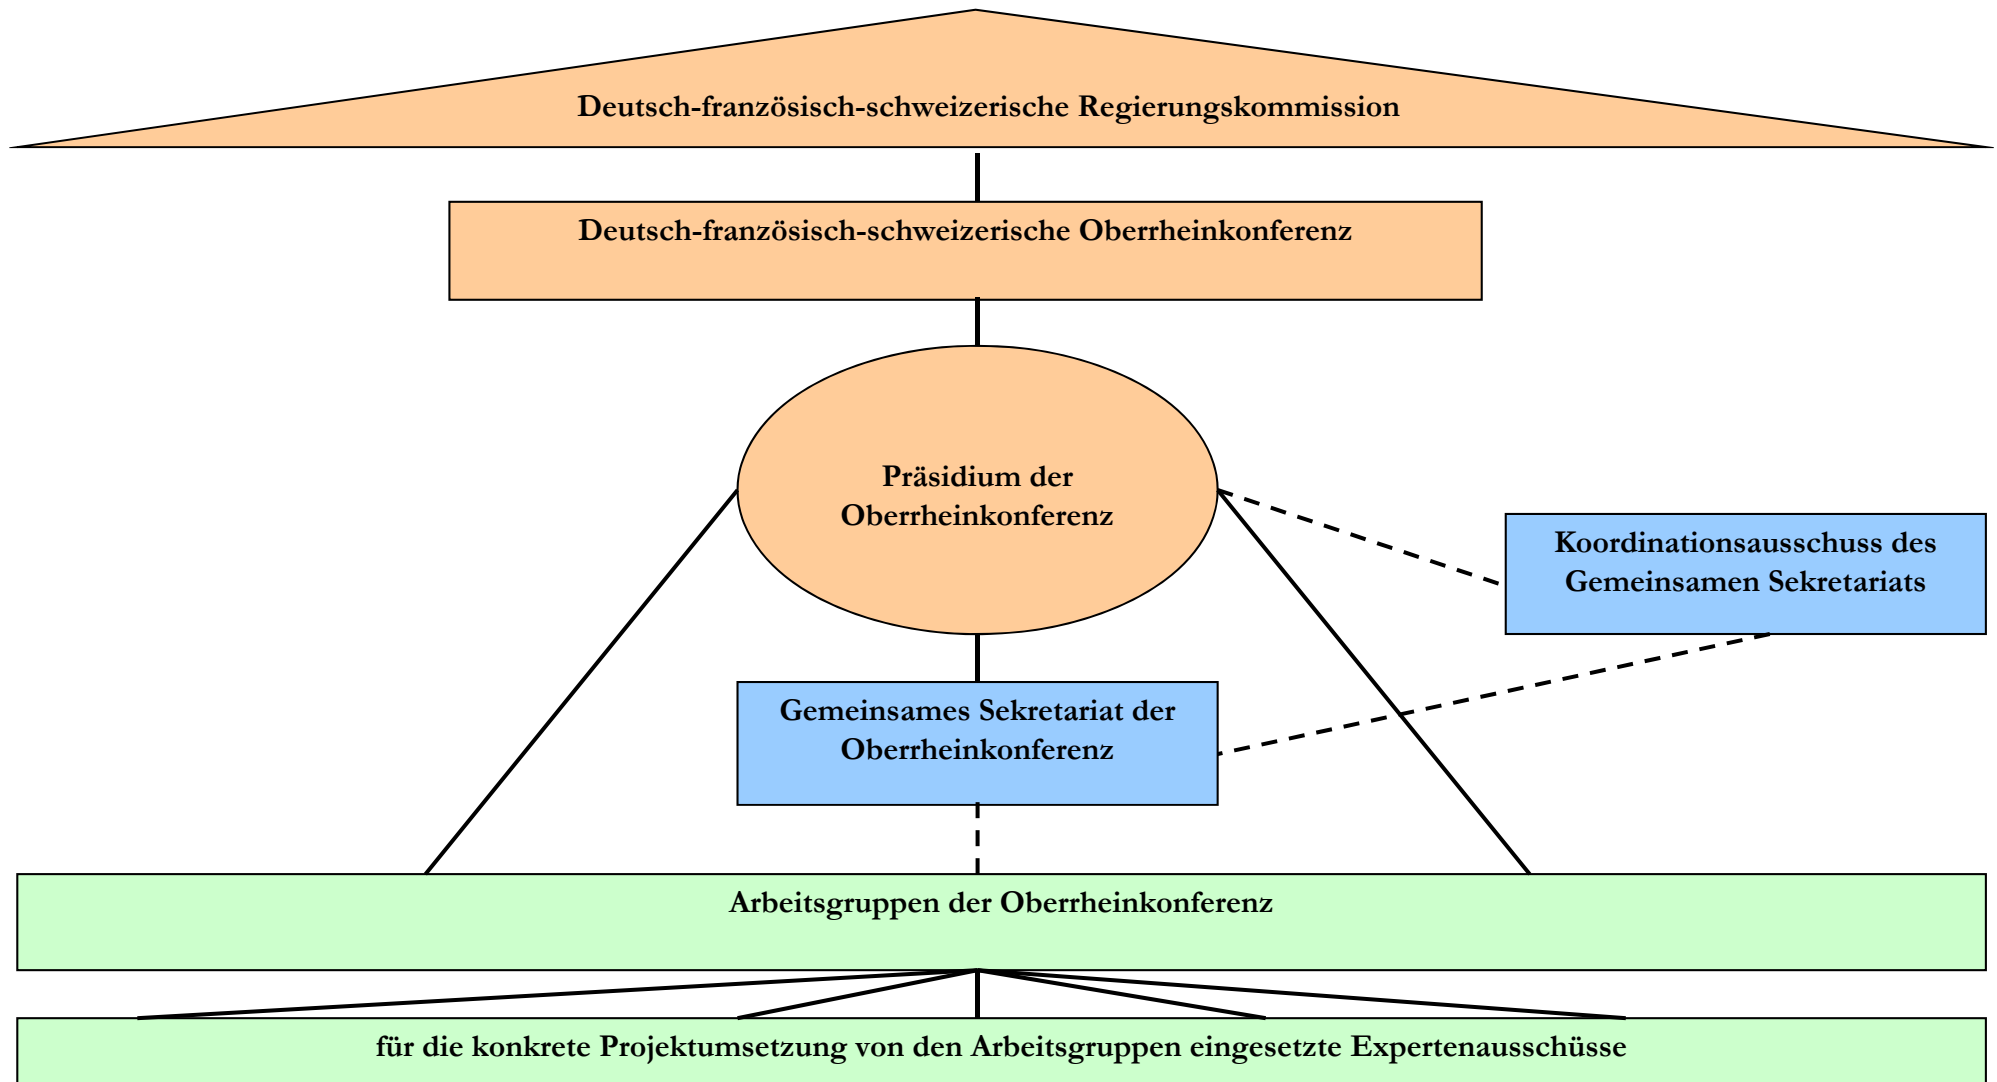 Deutsch-französisch-schweizerische Regierungskommission
Deutsch-französisch-schweizerische Oberrheinkonferenz
Präsidium der
Oberrheinkonferenz
Koordinationsausschuss des
Gemeinsamen Sekretariats
Gemeinsames Sekretariat der
Oberrheinkonferenz
Arbeitsgruppen der Oberrheinkonferenz
für die konkrete Projektumsetzung von den Arbeitsgruppen eingesetzte Expertenausschüsse